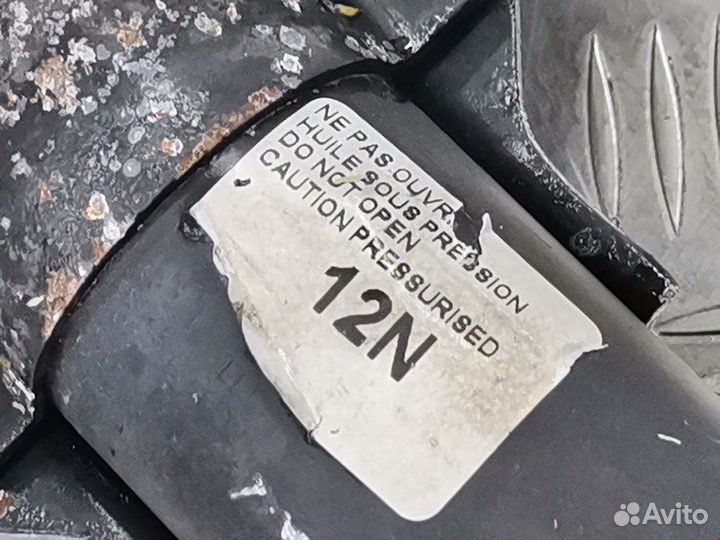 NE PAS OUVR
HUILE SOUS PRESSION
DO NOT OPEN
CAUTION PRESSURISED
12N
Avito